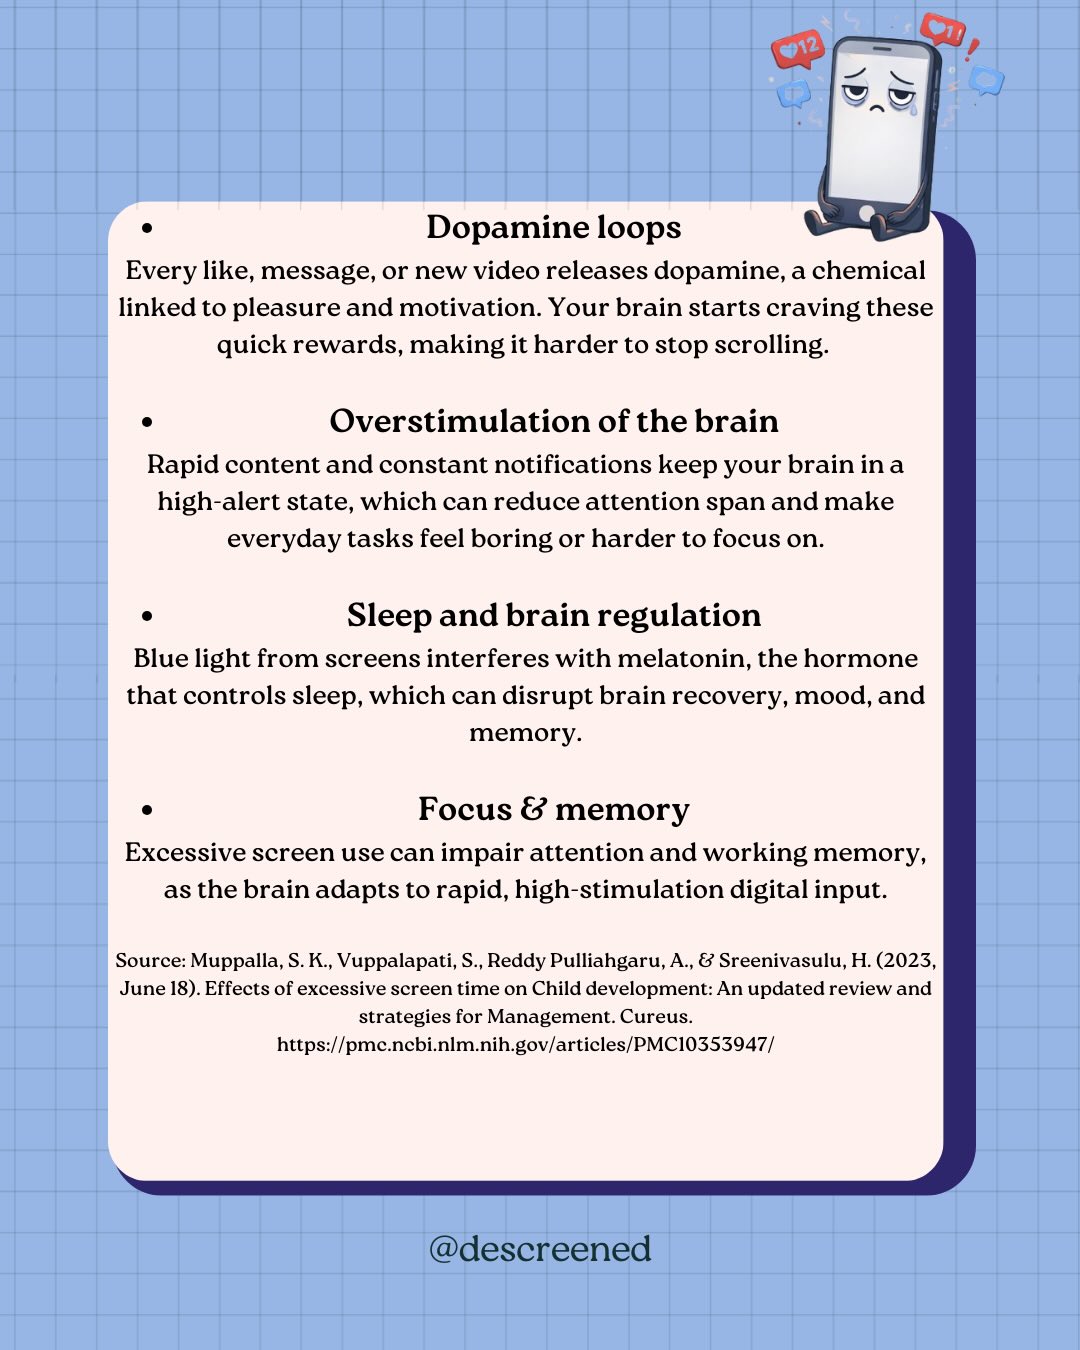 12
1!
!
• Dopamine loops
Every like, message, or new video releases dopamine, a chemical
linked to pleasure and motivation. Your brain starts craving these
quick rewards, making it harder to stop scrolling.
• Overstimulation of the brain
Rapid content and constant notifications keep your brain in a
high-alert state, which can reduce attention span and make
everyday tasks feel boring or harder to focus on.
• Sleep and brain regulation
Blue light from screens interferes with melatonin, the hormone
that controls sleep, which can disrupt brain recovery, mood, and
memory.
• Focus & memory
Excessive screen use can impair attention and working memory,
as the brain adapts to rapid, high-stimulation digital input.
Source: Muppalla, S. K., Vuppalapati, S., Reddy Pulliahgaru, A., & Sreenivasulu, H. (2023,
June 18). Effects of excessive screen time on Child development: An updated review and
strategies for Management. Cureus.
https://pmc.ncbi.nlm.nih.gov/articles/PMC10353947/
@descreened